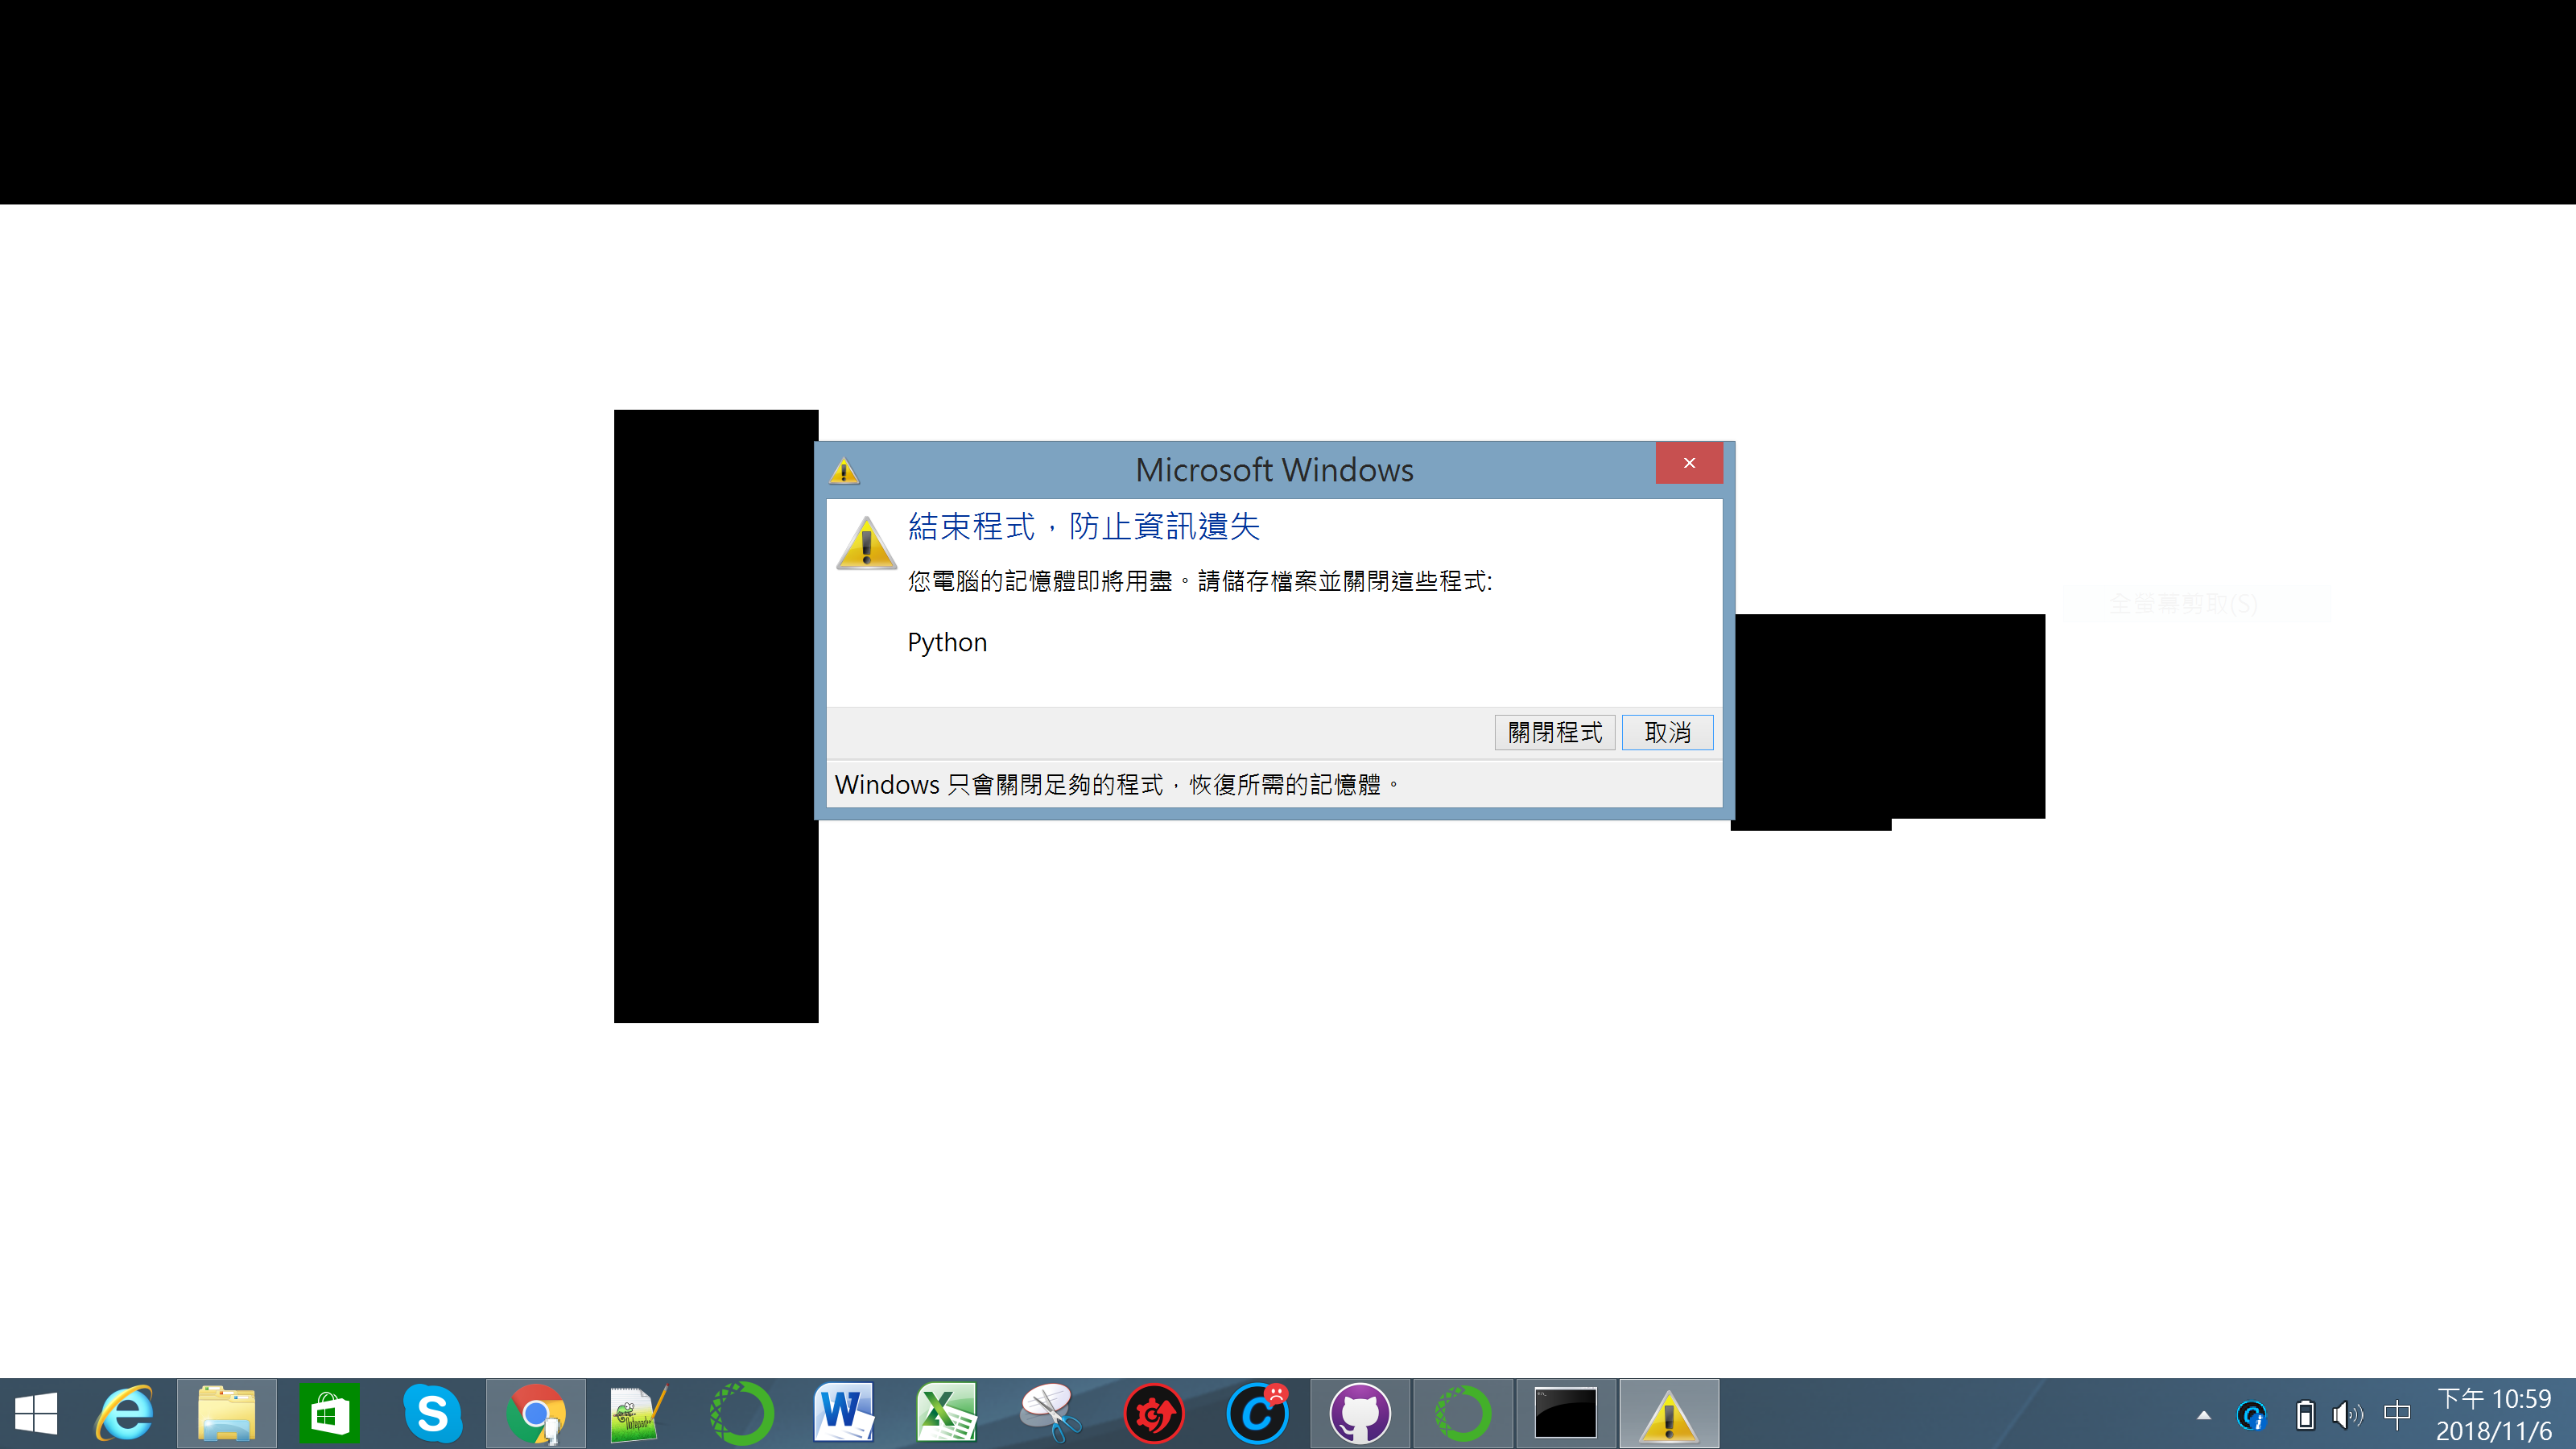 Microsoft Windows
結束程式，防止資訊遺失
您電腦的記憶體即將用盡。請儲存檔案並關閉這些程式:
全螢幕剪取(S)
Python
關閉程式
取消
Windows 只會關閉足夠的程式，恢復所需的記憶體。
中
下午 10:59
2018/11/6